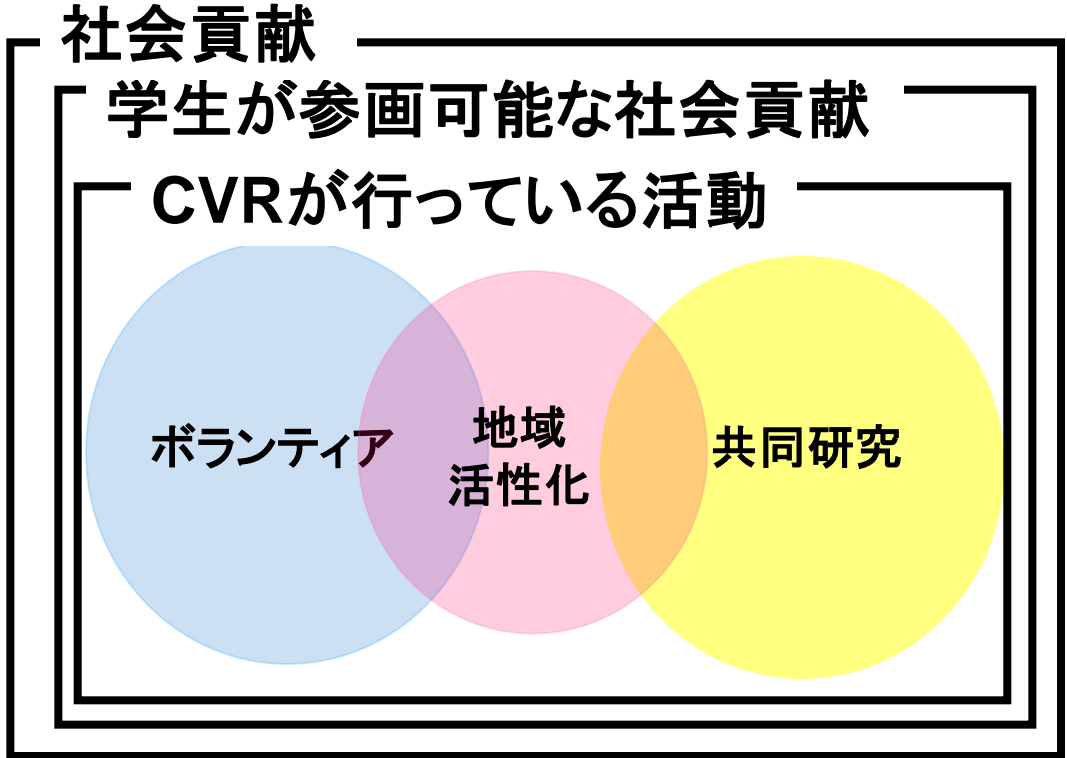 社会貢献
学生が参画可能な社会貢献
CVRが行っている活動
ボランティア
地域
活性化
共同研究